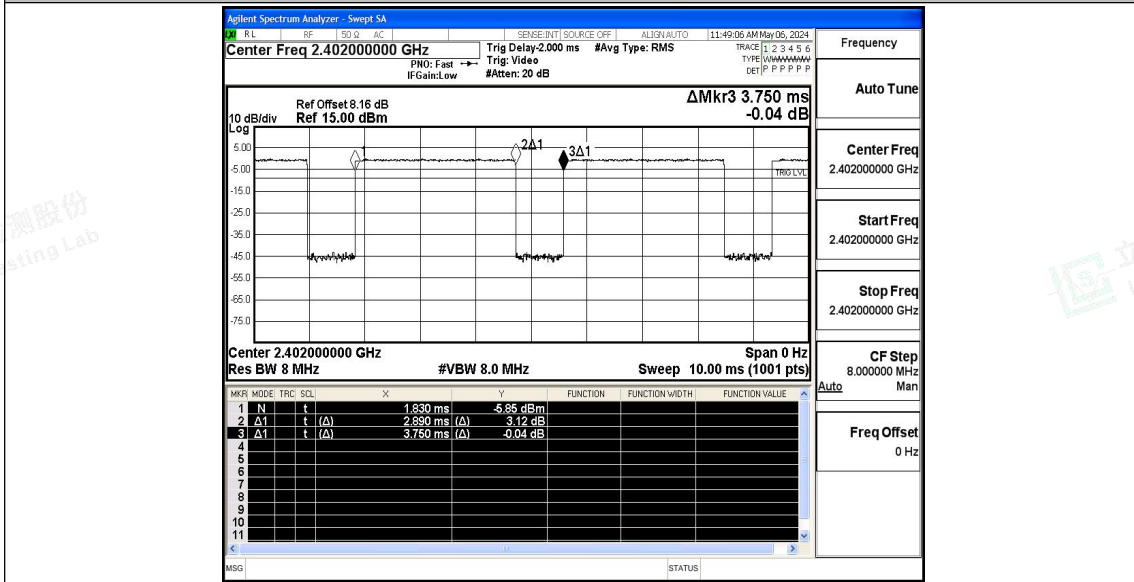 Agilent Spectrum Analyzer - Swept SA
LXI RL RF 50 Ω AC SENSE:INT SOURCE OFF ALIGN AUTO 11:49:06 AM May 06, 2024
Center Freq 2.402000000 GHz
PNO: Fast
IFGain:Low
Trig Delay-2.000 ms #Avg Type: RMS
Trig: Video
#Atten: 20 dB
TRACE 1 2 3 4 5 6
TYPE WWWWWW
DET P P P P P P
ΔMkr3 3.750 ms
-0.04 dB
Ref Offset 8.16 dB
10 dB/div Ref 15.00 dBm
Log
5.00
-5.00
-15.0
-25.0
-35.0
-45.0
-55.0
-65.0
-75.0
1
2Δ1
3Δ1
TRIG LVL
Center 2.402000000 GHz Span 0 Hz
Res BW 8 MHz #VBW 8.0 MHz Sweep 10.00 ms (1001 pts)
MKR MODE TRC SCL X Y FUNCTION FUNCTION WIDTH FUNCTION VALUE
1 N t 1.830 ms -5.85 dBm
2 Δ1 t (Δ) 2.890 ms (Δ) 3.12 dB
3 Δ1 t (Δ) 3.750 ms (Δ) -0.04 dB
4
5
6
7
8
9
10
11
MSG STATUS
Frequency
Auto Tune
Center Freq
2.402000000 GHz
Start Freq
2.402000000 GHz
Stop Freq
2.402000000 GHz
CF Step
8.000000 MHz
Auto Man
Freq Offset
0 Hz
测股份
sting Lab
立